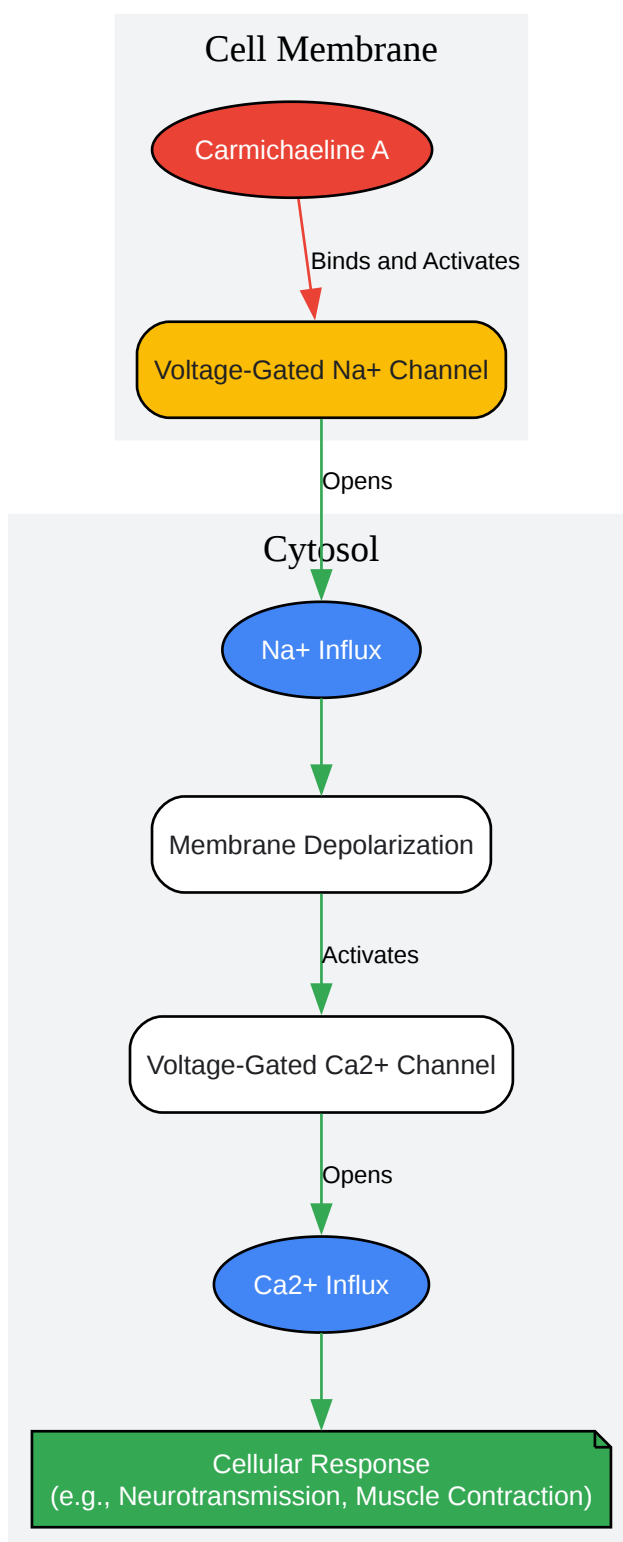 Cell Membrane
Carmichaeline A
Binds and Activates
Voltage-Gated Na+ Channel
Opens
Cytosol
Na+ Influx
Membrane Depolarization
Activates
Voltage-Gated Ca2+ Channel
Opens
Ca2+ Influx
Cellular Response
(e.g., Neurotransmission, Muscle Contraction)